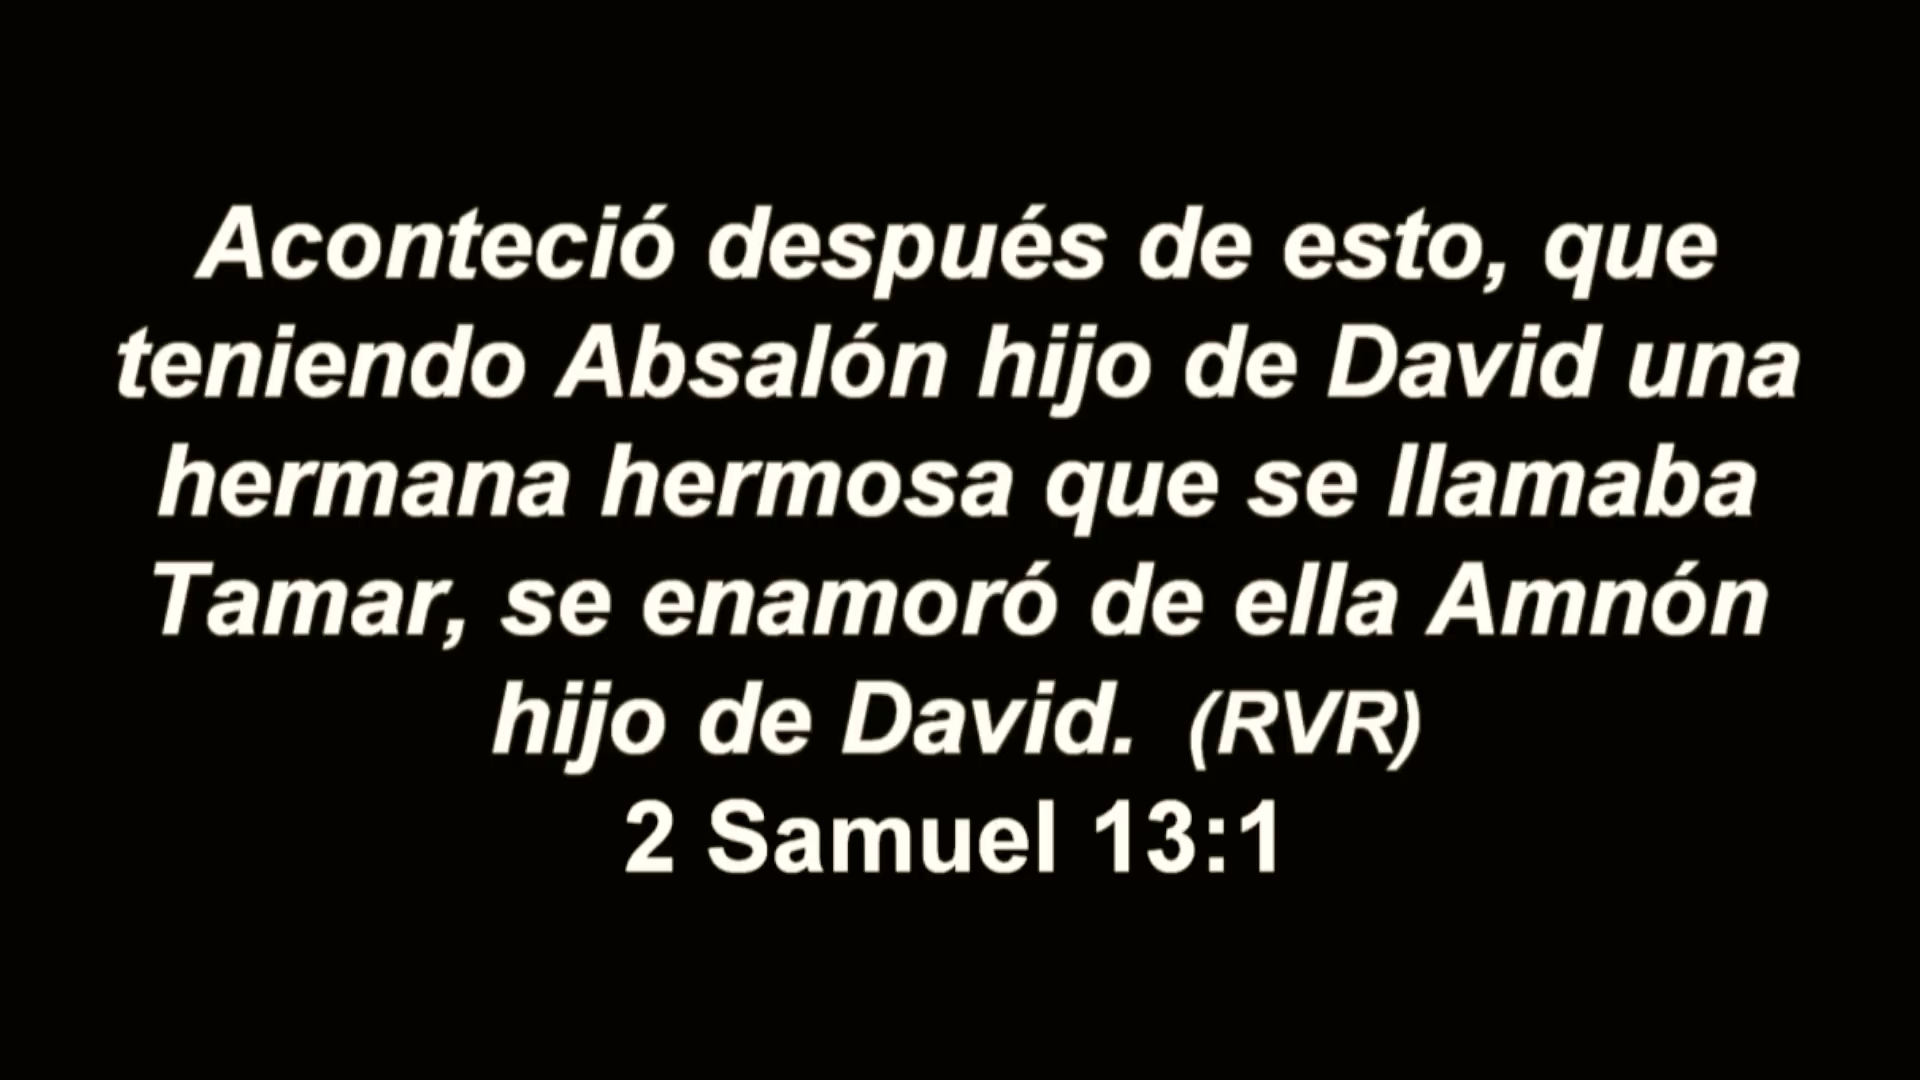 Aconteció después de esto, que
teniendo Absalón hijo de David una
hermana hermosa que se llamaba
Tamar, se enamoró de ella Amnón
hijo de David. (RVR)
2 Samuel 13:1